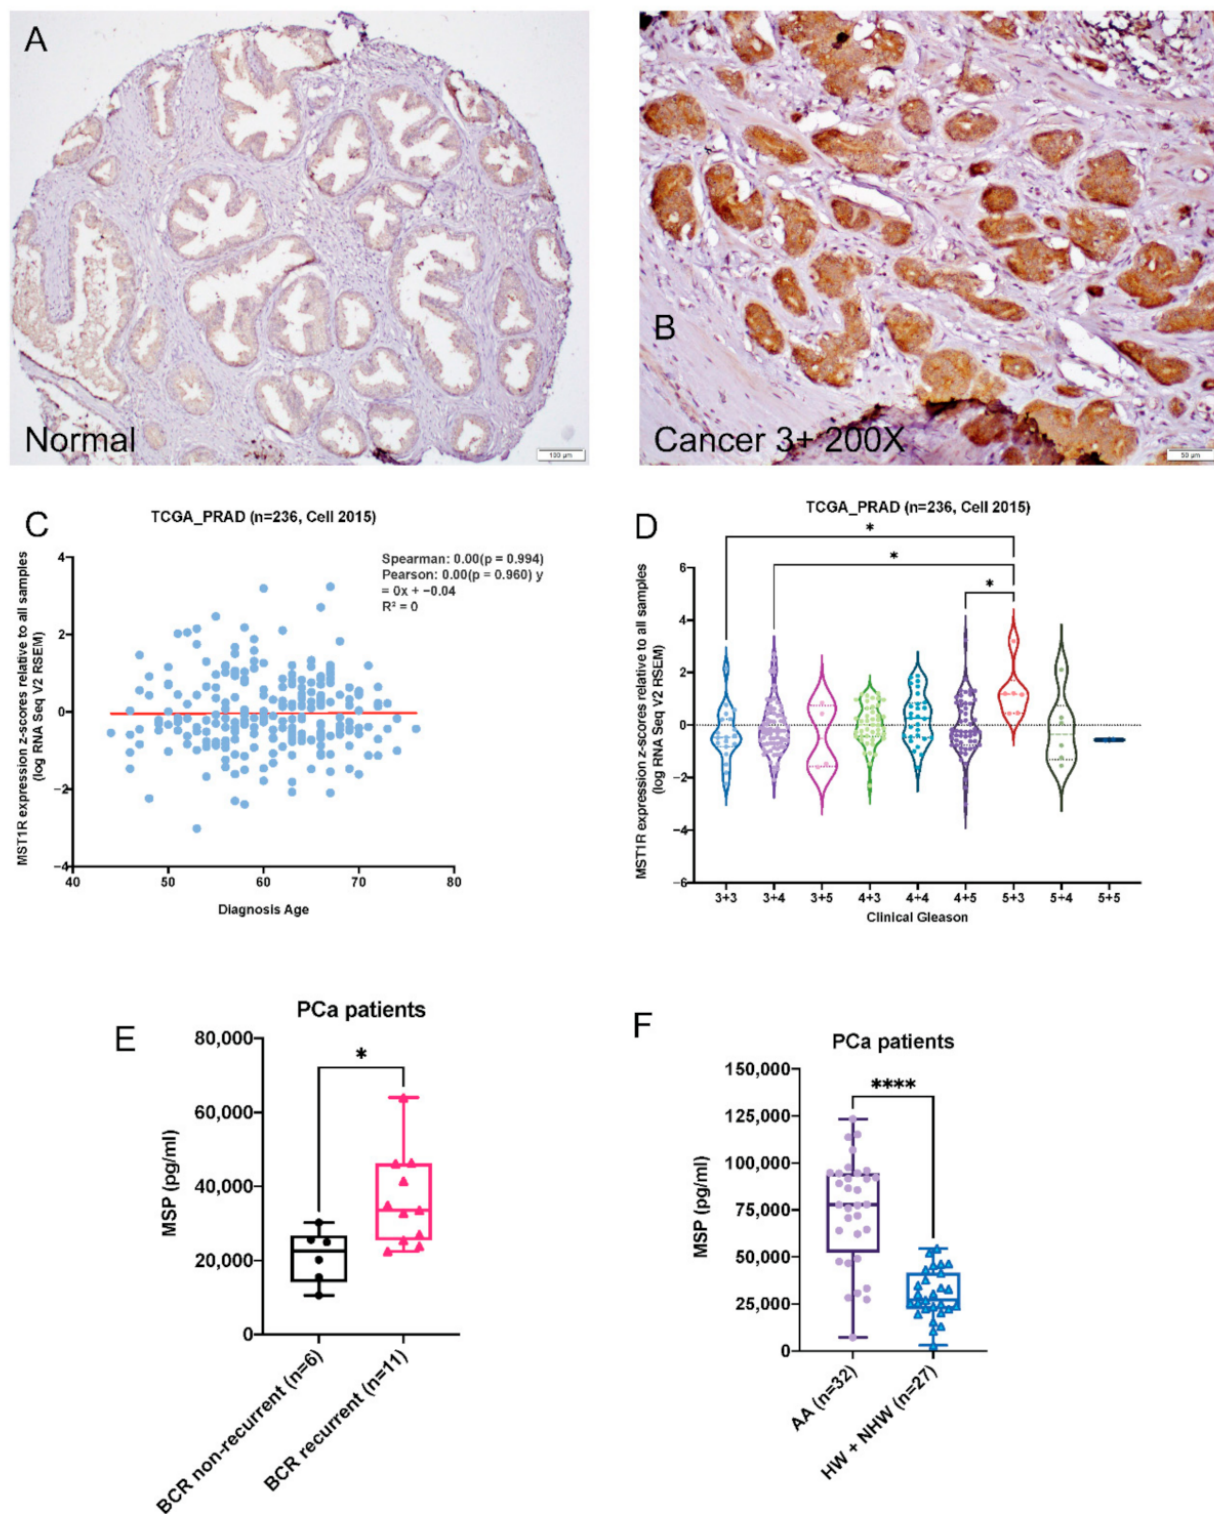 A
Normal
100 µm
B
Cancer 3+ 200X
50 µm
C
TCGA_PRAD (n=236, Cell 2015)
MST1R expression z-scores relative to all samples
(log RNA Seq V2 RSEM)
4
2
0
−2
−4
40
50
60
70
80
Diagnosis Age
Spearman: 0.00(p = 0.994)
Pearson: 0.00(p = 0.960) y
= 0x + −0.04
R² = 0
D
TCGA_PRAD (n=236, Cell 2015)
MST1R expression z-scores relative to all samples
(log RNA Seq V2 RSEM)
6
4
2
0
−2
−4
−6
*
*
*
3+3
3+4
3+5
4+3
4+4
4+5
5+3
5+4
5+5
Clinical Gleason
E
PCa patients
MSP (pg/ml)
80,000
60,000
40,000
20,000
0
*
BCR non-recurrent (n=6)
BCR recurrent (n=11)
F
PCa patients
MSP (pg/ml)
150,000
125,000
100,000
75,000
50,000
25,000
0
****
AA (n=32)
HW + NHW (n=27)